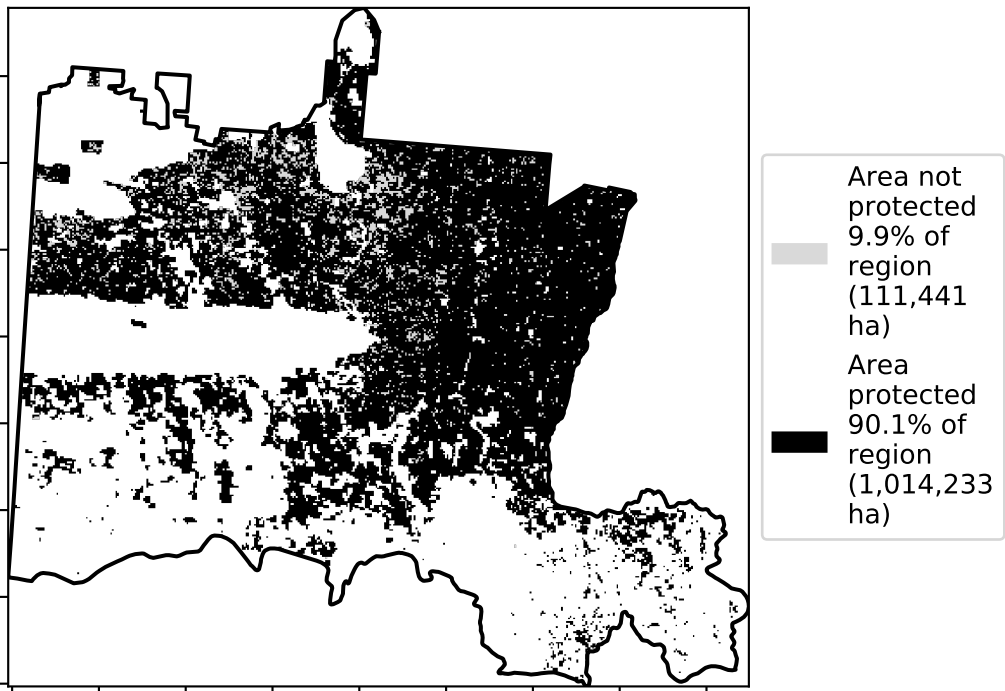 Area not
protected
9.9% of
region
(111,441
ha)
Area
protected
90.1% of
region
(1,014,233
ha)